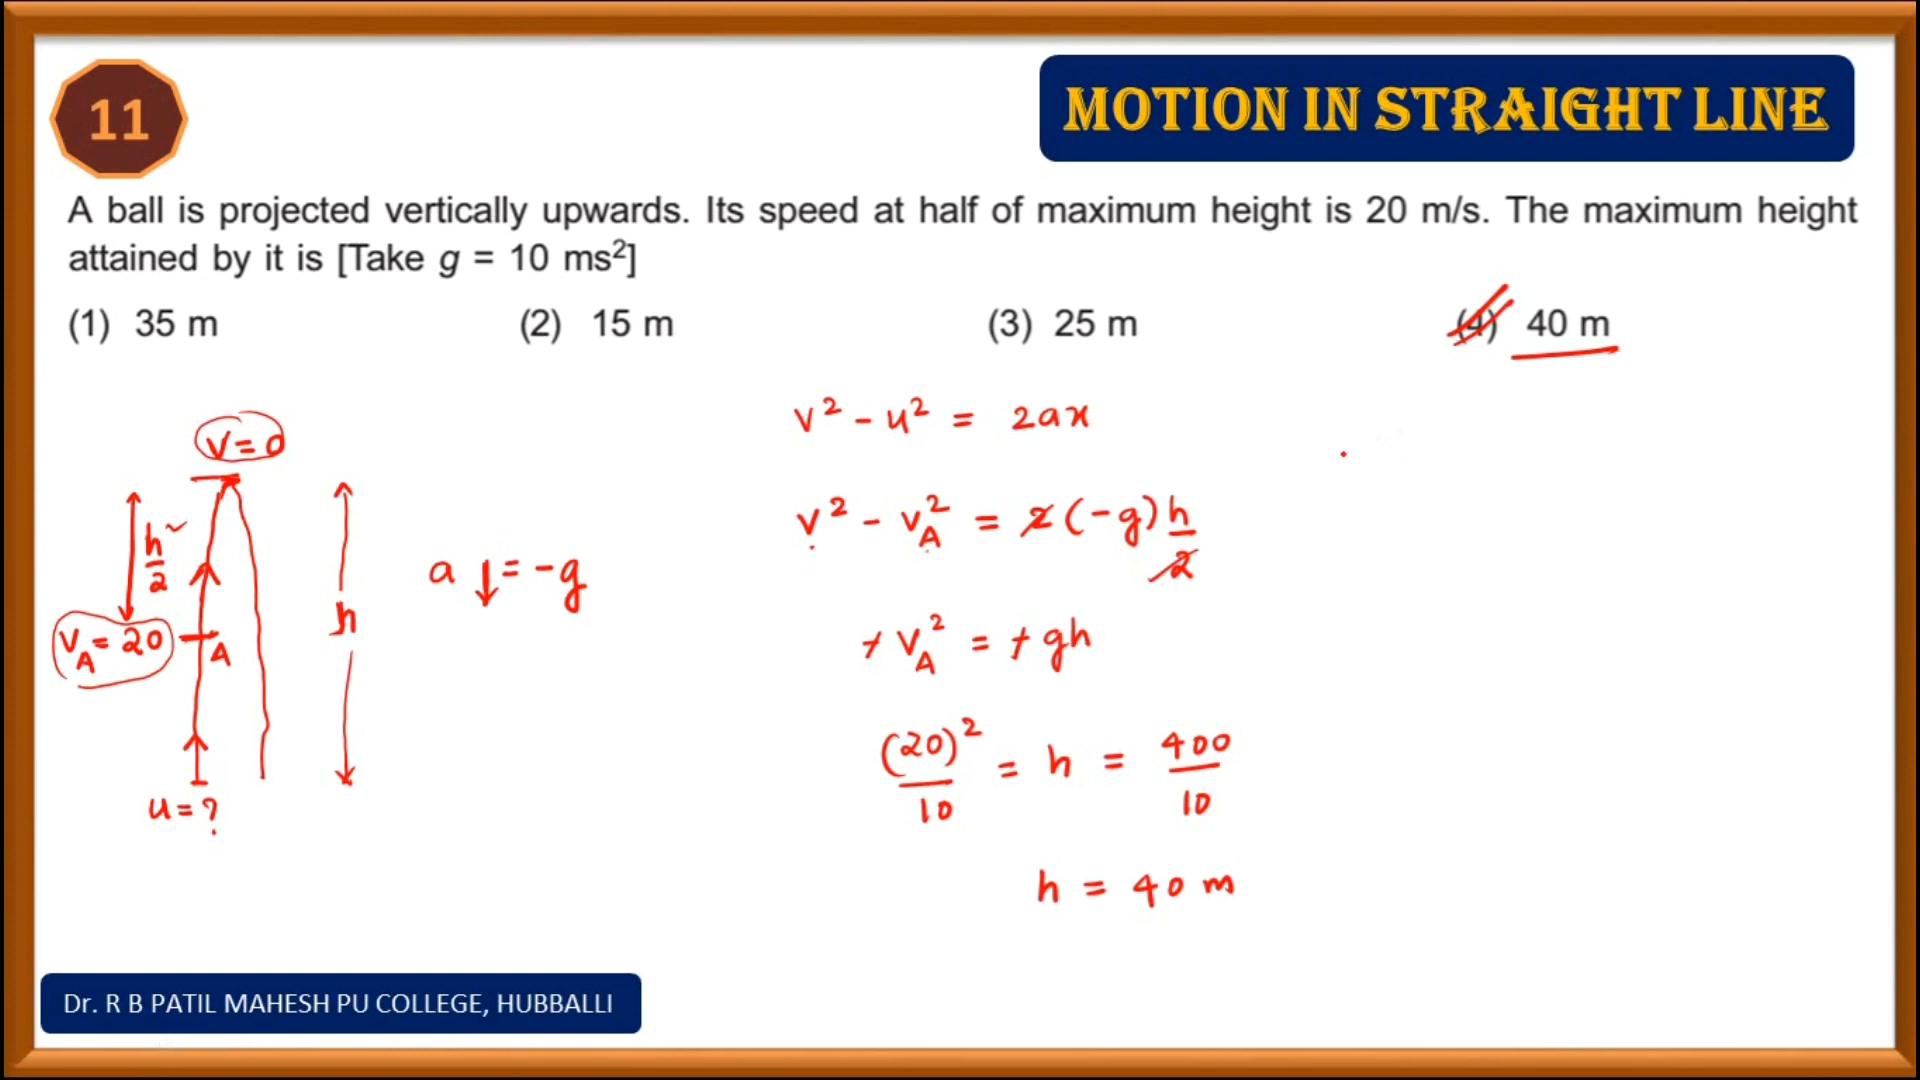 11
MOTION IN STRAIGHT LINE
A ball is projected vertically upwards. Its speed at half of maximum height is 20 m/s. The maximum height
attained by it is [Take g = 10 ms²]
(1) 35 m (2) 15 m (3) 25 m (4) 40 m
v = 0
h/2
V_A = 20
A
u = ?
h
a ↓ = -g
v² - u² = 2ax
v² - v_A² = 2(-g) h/2
+ v_A² = + gh
(20)²/10 = h = 400/10
h = 40 m
Dr. R B PATIL MAHESH PU COLLEGE, HUBBALLI